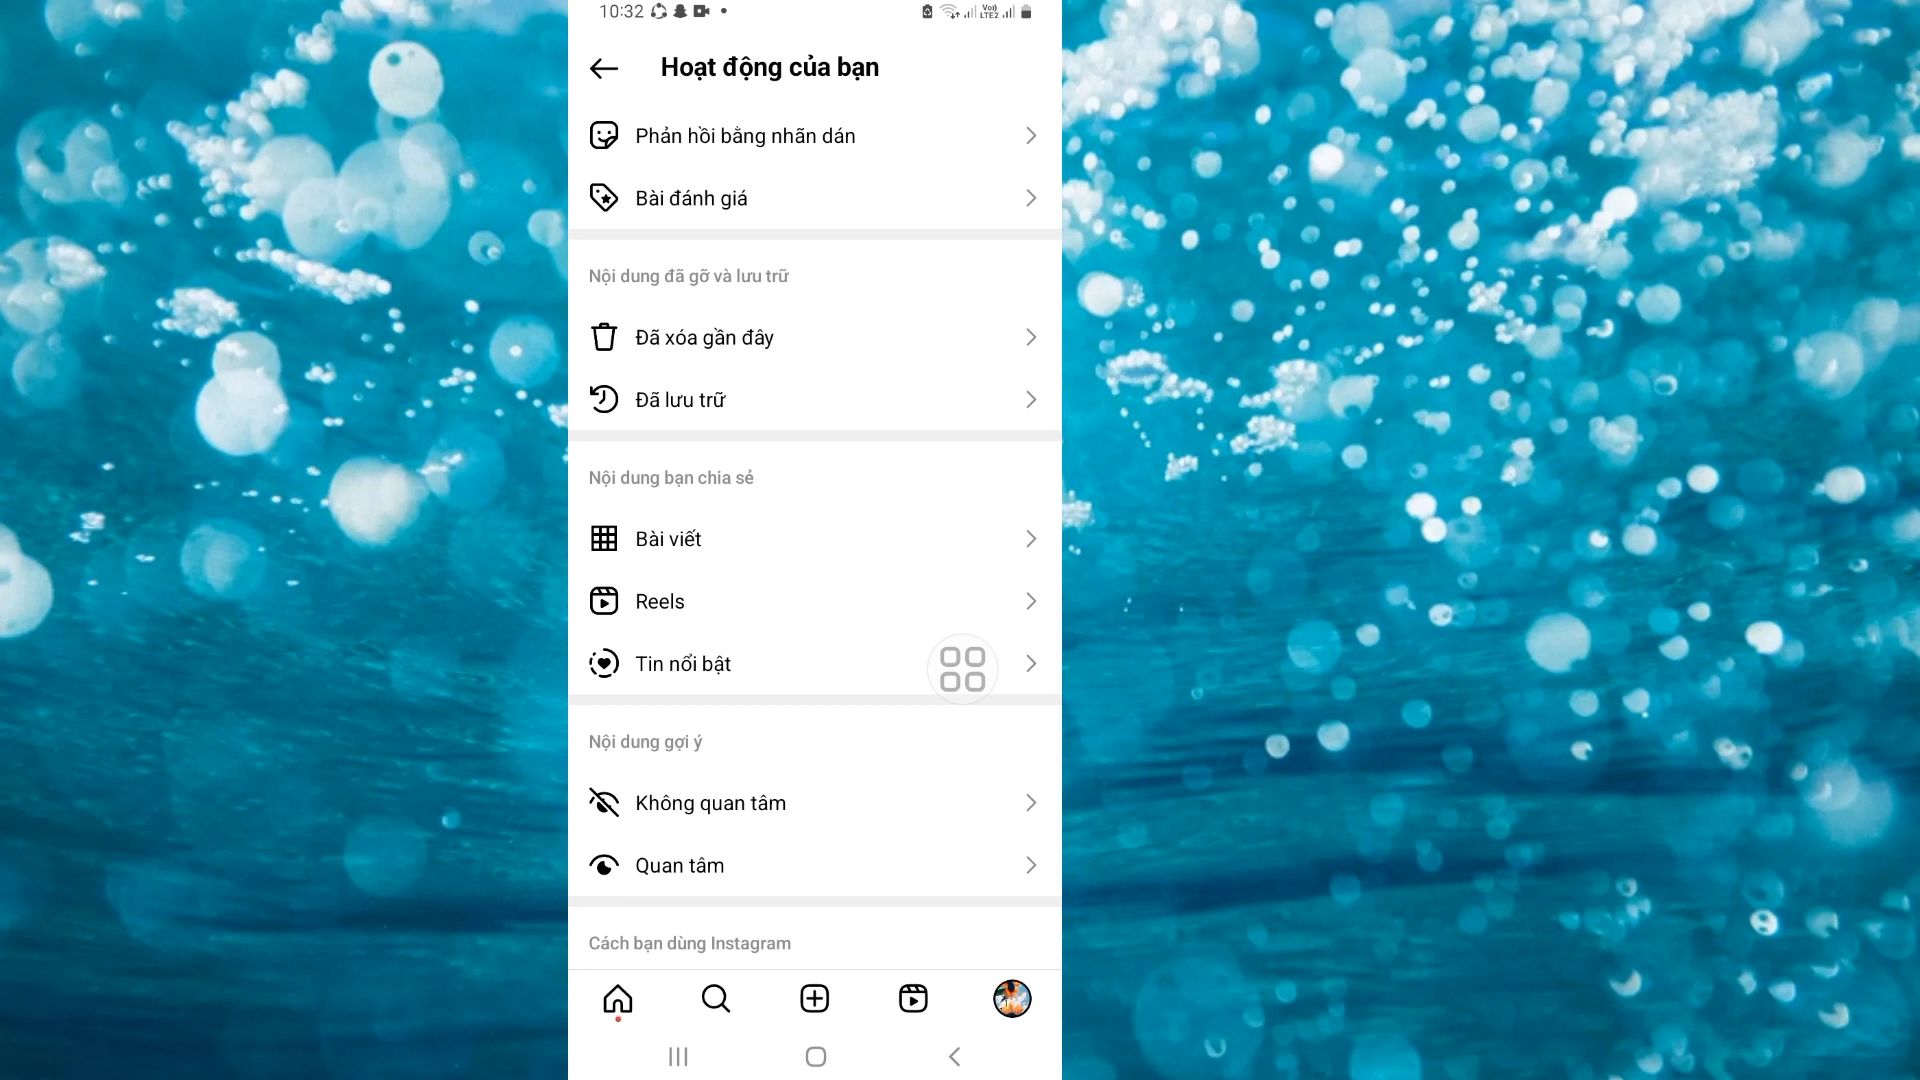 10:32
Vo))
LTE2
Hoạt động của bạn
Phản hồi bằng nhãn dán
Bài đánh giá
Nội dung đã gỡ và lưu trữ
Đã xóa gần đây
Đã lưu trữ
Nội dung bạn chia sẻ
Bài viết
Reels
Tin nổi bật
Nội dung gợi ý
Không quan tâm
Quan tâm
Cách bạn dùng Instagram